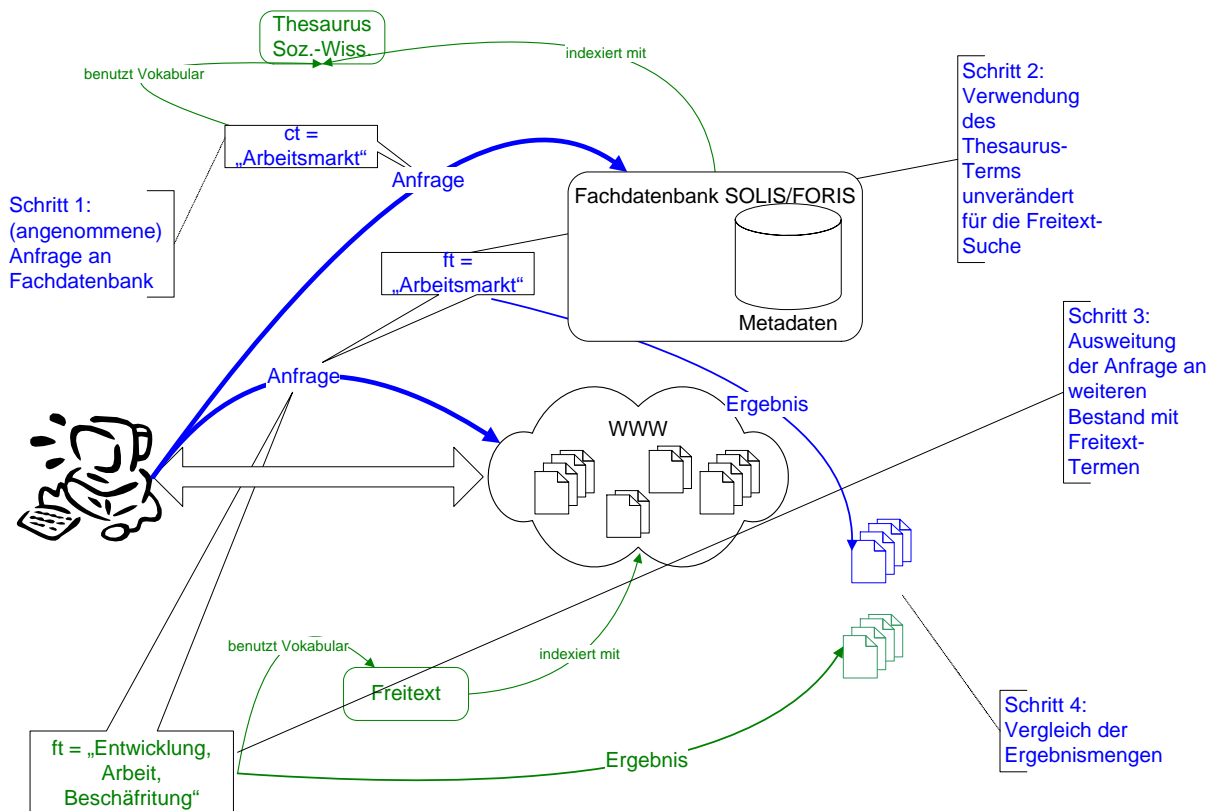 Thesaurus
Soz.-Wiss.
benutzt Vokabular
indexiert mit
Schritt 2:
Verwendung
des
Thesaurus-
Terms
unverändert
für die Freitext-
Suche
ct =
„Arbeitsmarkt“
Anfrage
Fachdatenbank SOLIS/FORIS
Metadaten
Schritt 1:
(angenommene)
Anfrage an
Fachdatenbank
ft =
„Arbeitsmarkt“
Schritt 3:
Ausweitung
der Anfrage an
weiteren
Bestand mit
Freitext-
Termen
Anfrage
Ergebnis
WWW
benutzt Vokabular
indexiert mit
Freitext
Schritt 4:
Vergleich der
Ergebnismengen
ft = „Entwicklung,
Arbeit,
Beschäfritung“
Ergebnis